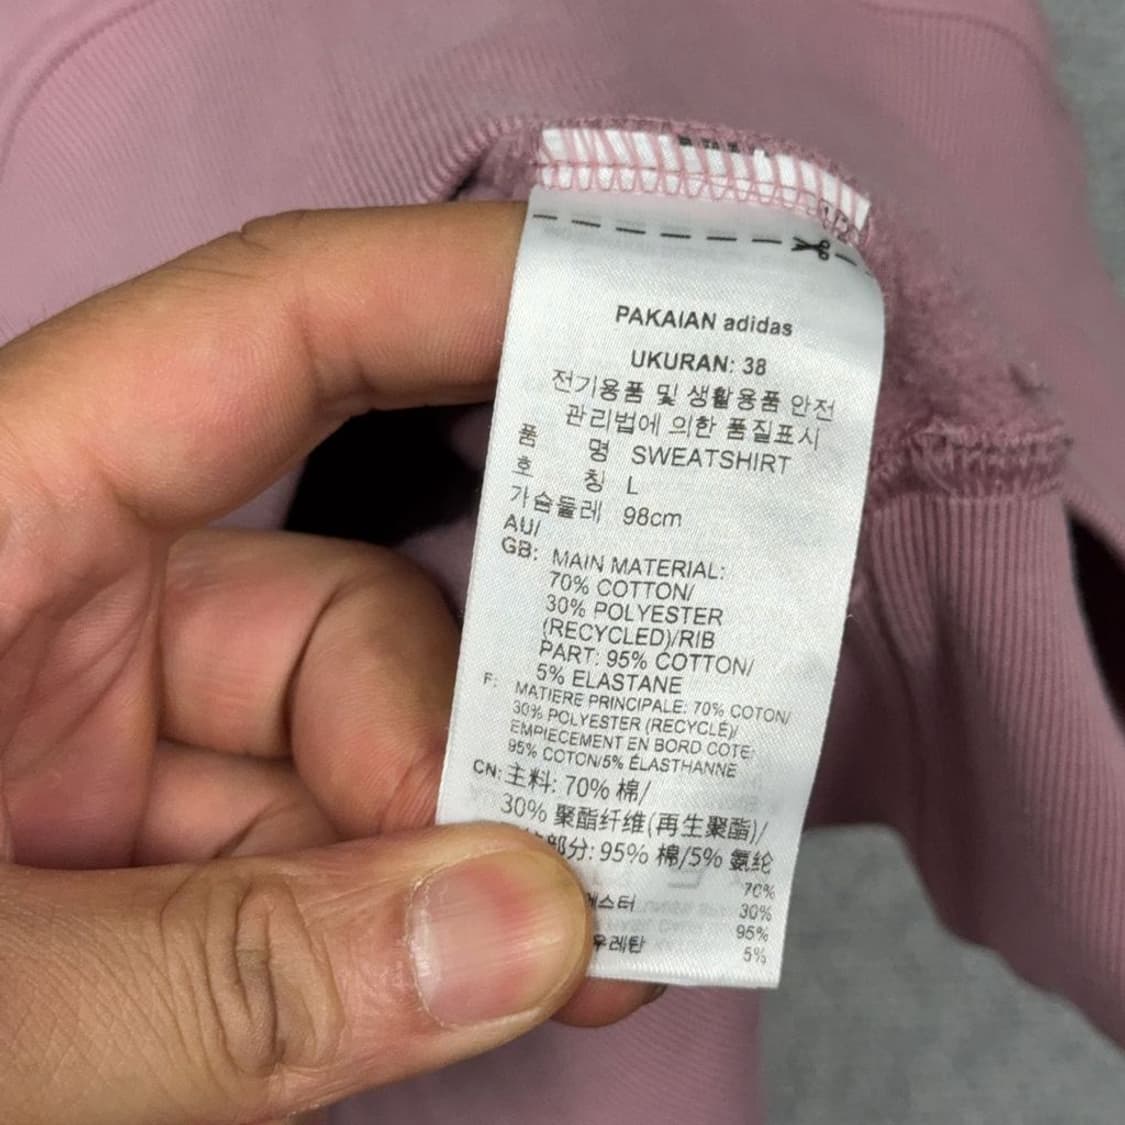 PAKAIAN adidas
UKURAN: 38
전기용품 및 생활용품 안전
관리법에 의한 품질표시
품 명 SWEATSHIRT
호 칭 L
가슴둘레 98cm
AU/
GB: MAIN MATERIAL:
70% COTTON/
30% POLYESTER
(RECYCLED)/RIB
PART: 95% COTTON/
5% ELASTANE
F: MATIERE PRINCIPALE: 70% COTON/
30% POLYESTER (RECYCLÉ)/
EMPIECEMENT EN BORD COTE:
95% COTON/5% ÉLASTHANNE
CN: 主料: 70% 棉/
30% 聚酯纤维(再生聚酯)/
部分: 95% 棉/5% 氨纶
70%
에스터 30%
95%
우레탄 5%